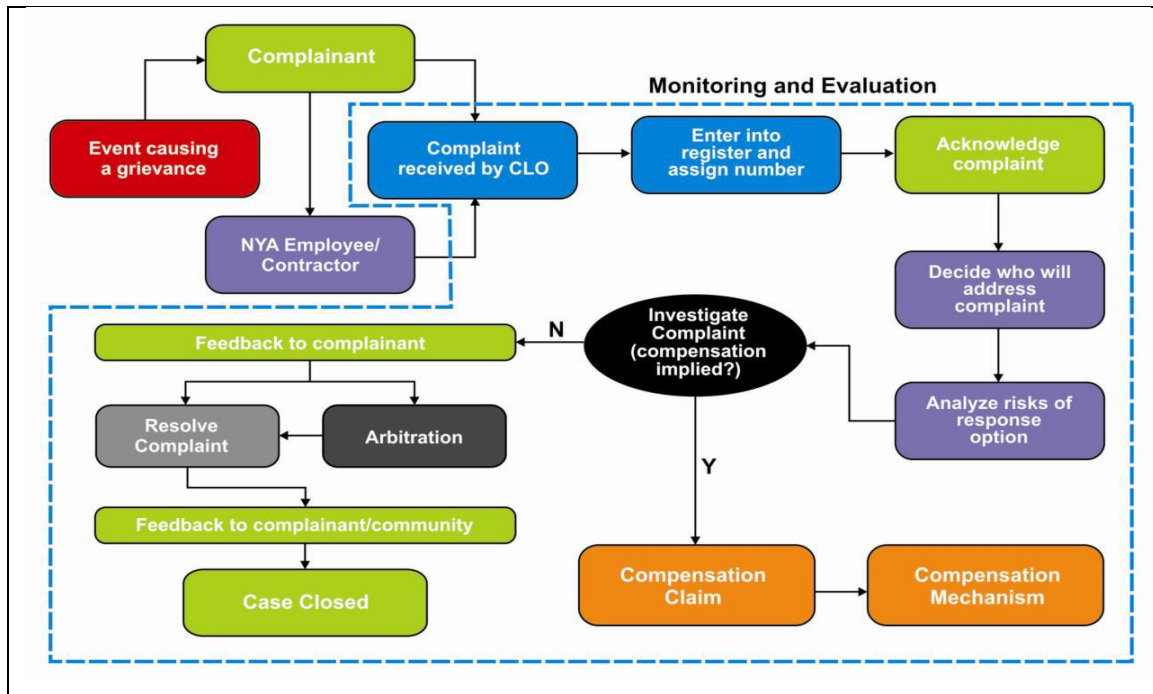 Complainant
Monitoring and Evaluation
Event causing
a grievance
Complaint
received by CLO
Enter into
register and
assign number
Acknowledge
complaint
NYA Employee/
Contractor
Decide who will
address
complaint
Investigate
Complaint
(compensation
implied?)
N
Feedback to complainant
Analyze risks of
response
option
Resolve
Complaint
Arbitration
Y
Feedback to complainant/community
Compensation
Claim
Compensation
Mechanism
Case Closed